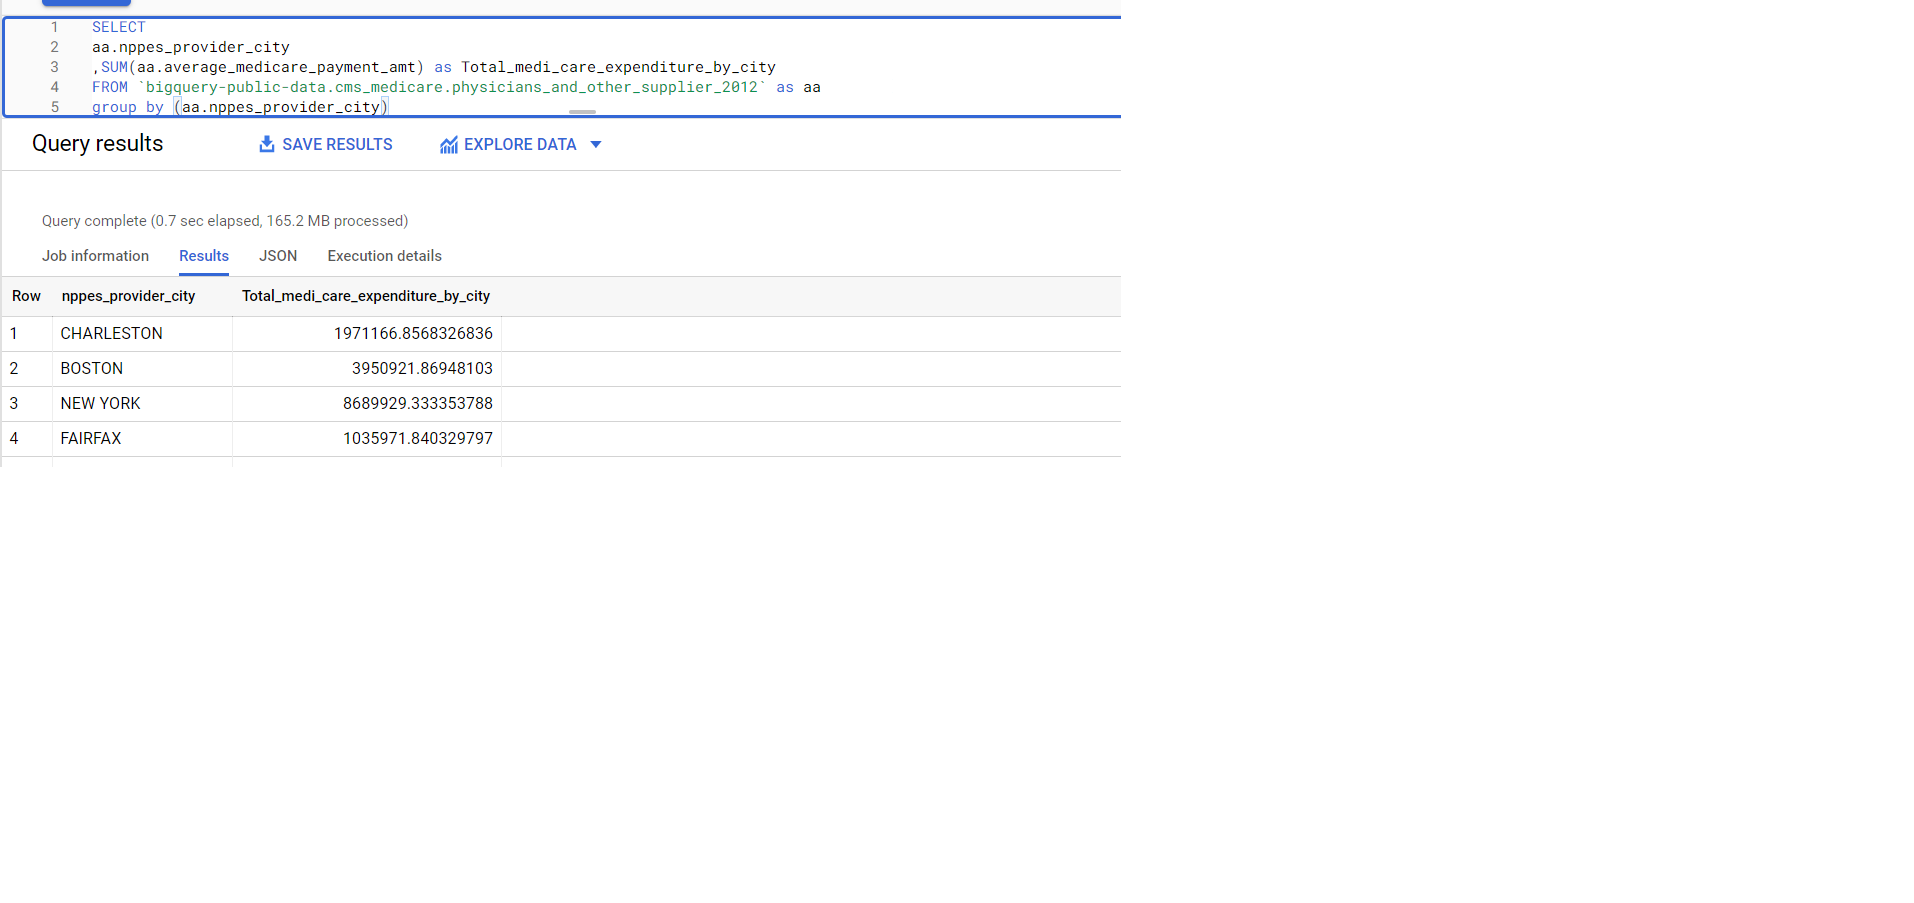 1 SELECT
2 aa.nppes_provider_city
3 ,SUM(aa.average_medicare_payment_amt) as Total_medi_care_expenditure_by_city
4 FROM `bigquery-public-data.cms_medicare.physicians_and_other_supplier_2012` as aa
5 group by (aa.nppes_provider_city)
Query results SAVE RESULTS EXPLORE DATA
Query complete (0.7 sec elapsed, 165.2 MB processed)
Job information Results JSON Execution details
Row nppes_provider_city Total_medi_care_expenditure_by_city
1 CHARLESTON 1971166.8568326836
2 BOSTON 3950921.86948103
3 NEW YORK 8689929.333353788
4 FAIRFAX 1035971.840329797